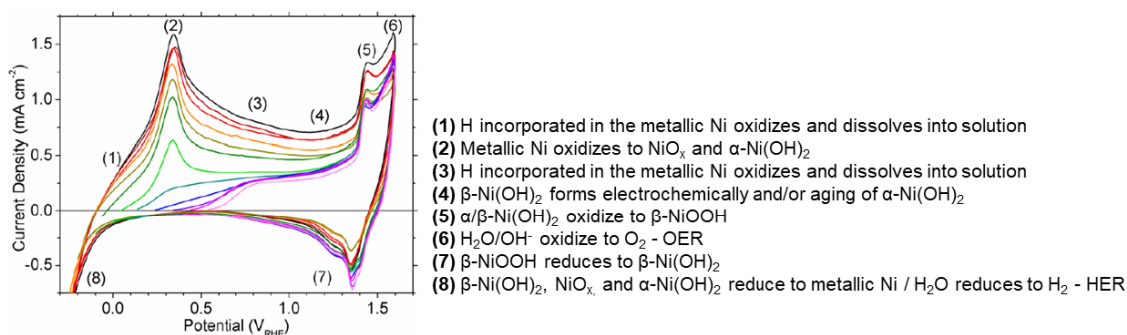 (1) H incorporated in the metallic Ni oxidizes and dissolves into solution
(2) Metallic Ni oxidizes to NiOₓ and α-Ni(OH)₂
(3) H incorporated in the metallic Ni oxidizes and dissolves into solution
(4) β-Ni(OH)₂ forms electrochemically and/or aging of α-Ni(OH)₂
(5) α/β-Ni(OH)₂ oxidize to β-NiOOH
(6) H₂O/OH⁻ oxidize to O₂ - OER
(7) β-NiOOH reduces to β-Ni(OH)₂
(8) β-Ni(OH)₂, NiOₓ, and α-Ni(OH)₂ reduce to metallic Ni / H₂O reduces to H₂ - HER
Current Density (mA cm⁻²)
1.5
1.0
0.5
0.0
-0.5
(1)
(2)
(3)
(4)
(5)
(6)
(7)
(8)
0.0
0.5
1.0
1.5
Potential (V_RHE)